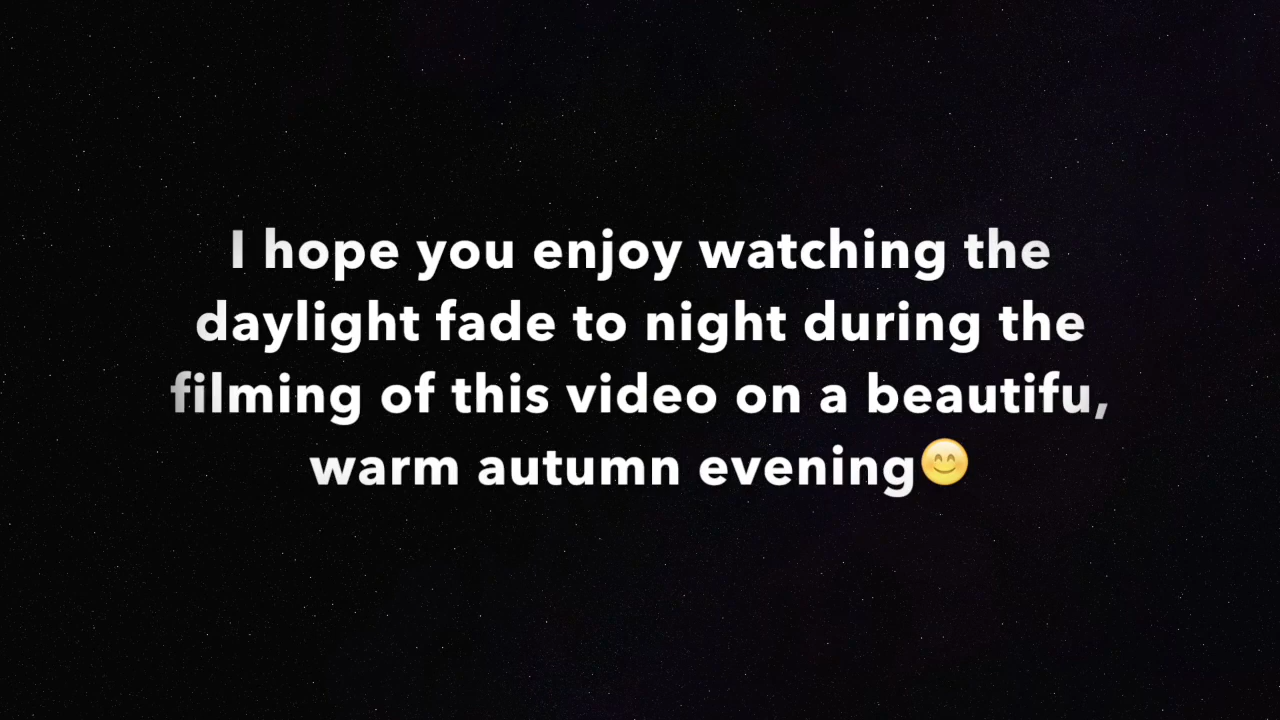 I hope you enjoy watching the
daylight fade to night during the
filming of this video on a beautifu,
warm autumn evening😊